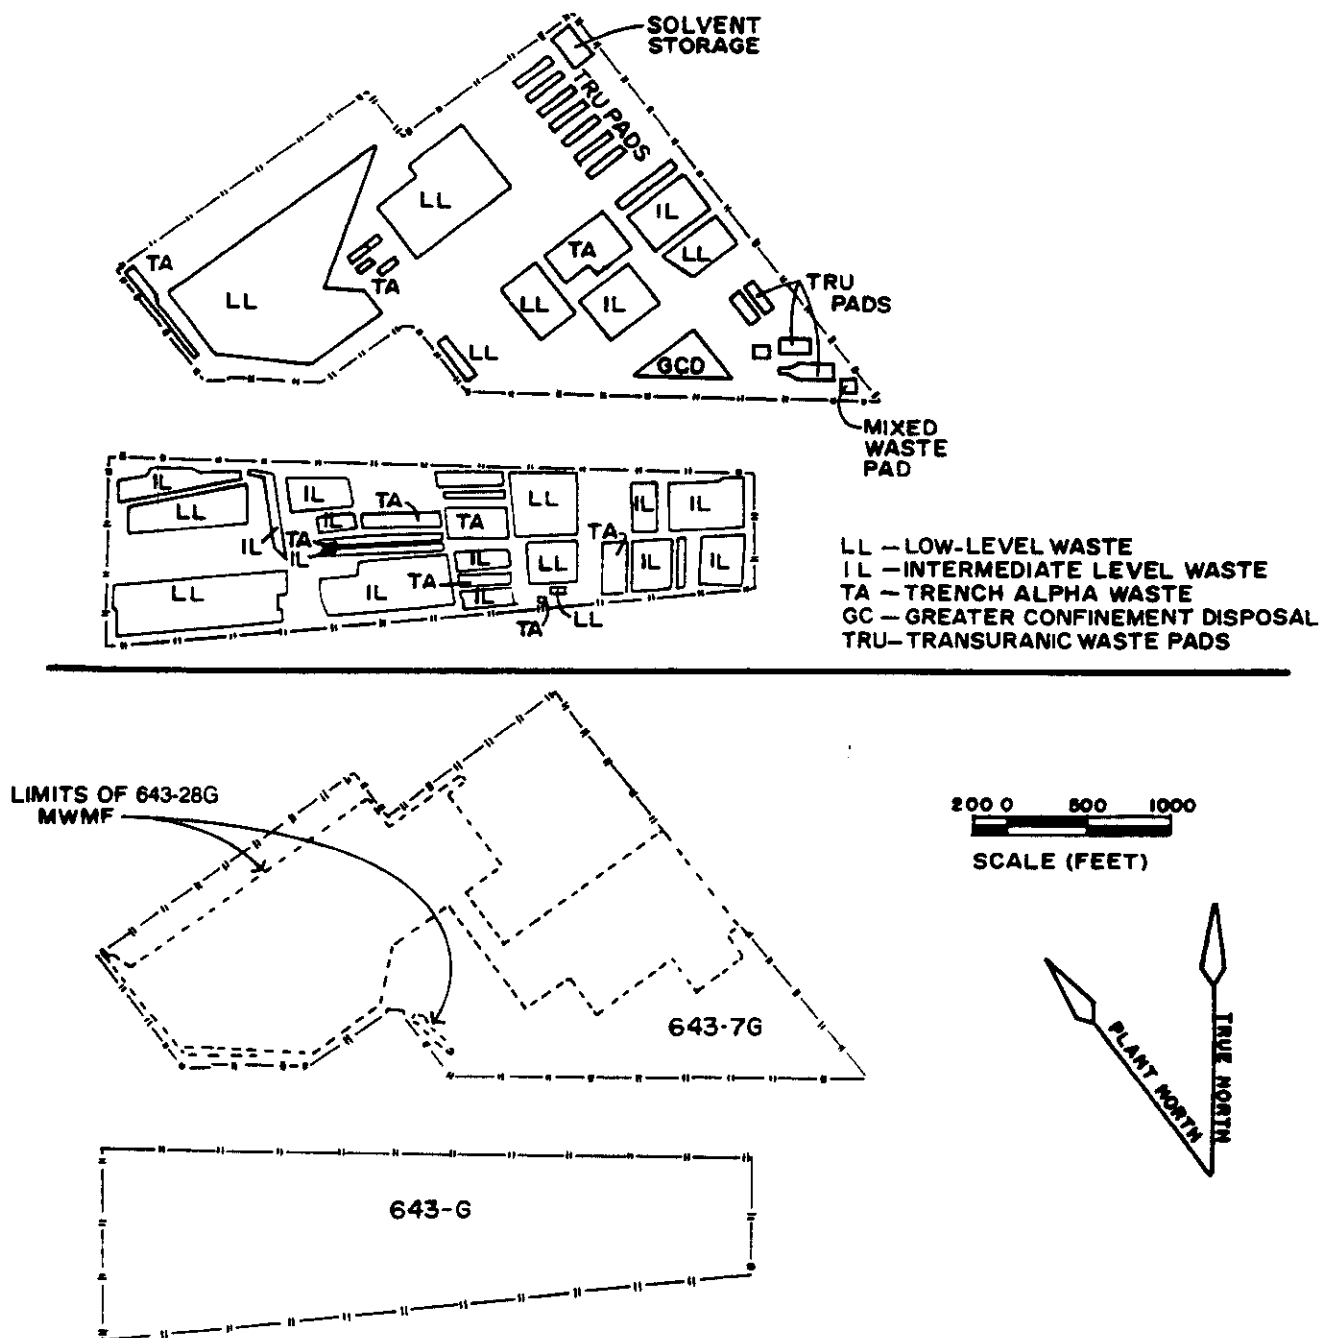 SOLVENT
STORAGE
TRU PADS
LL
IL
TA
LL
TA
TA
LL
LL
IL
TRU
PADS
LL
GCD
MIXED
WASTE
PAD
IL
LL
IL
IL
TA
TA
LL
IL
IL
TA
IL
TA
IL
IL
LL
IL
IL
LL
IL
TA
IL
TA
LL
LL – LOW-LEVEL WASTE
IL – INTERMEDIATE LEVEL WASTE
TA – TRENCH ALPHA WASTE
GC – GREATER CONFINEMENT DISPOSAL
TRU– TRANSURANIC WASTE PADS
LIMITS OF 643-28G
MWMF
200 0 500 1000
SCALE (FEET)
643-7G
PLANT NORTH
TRUE NORTH
643-G